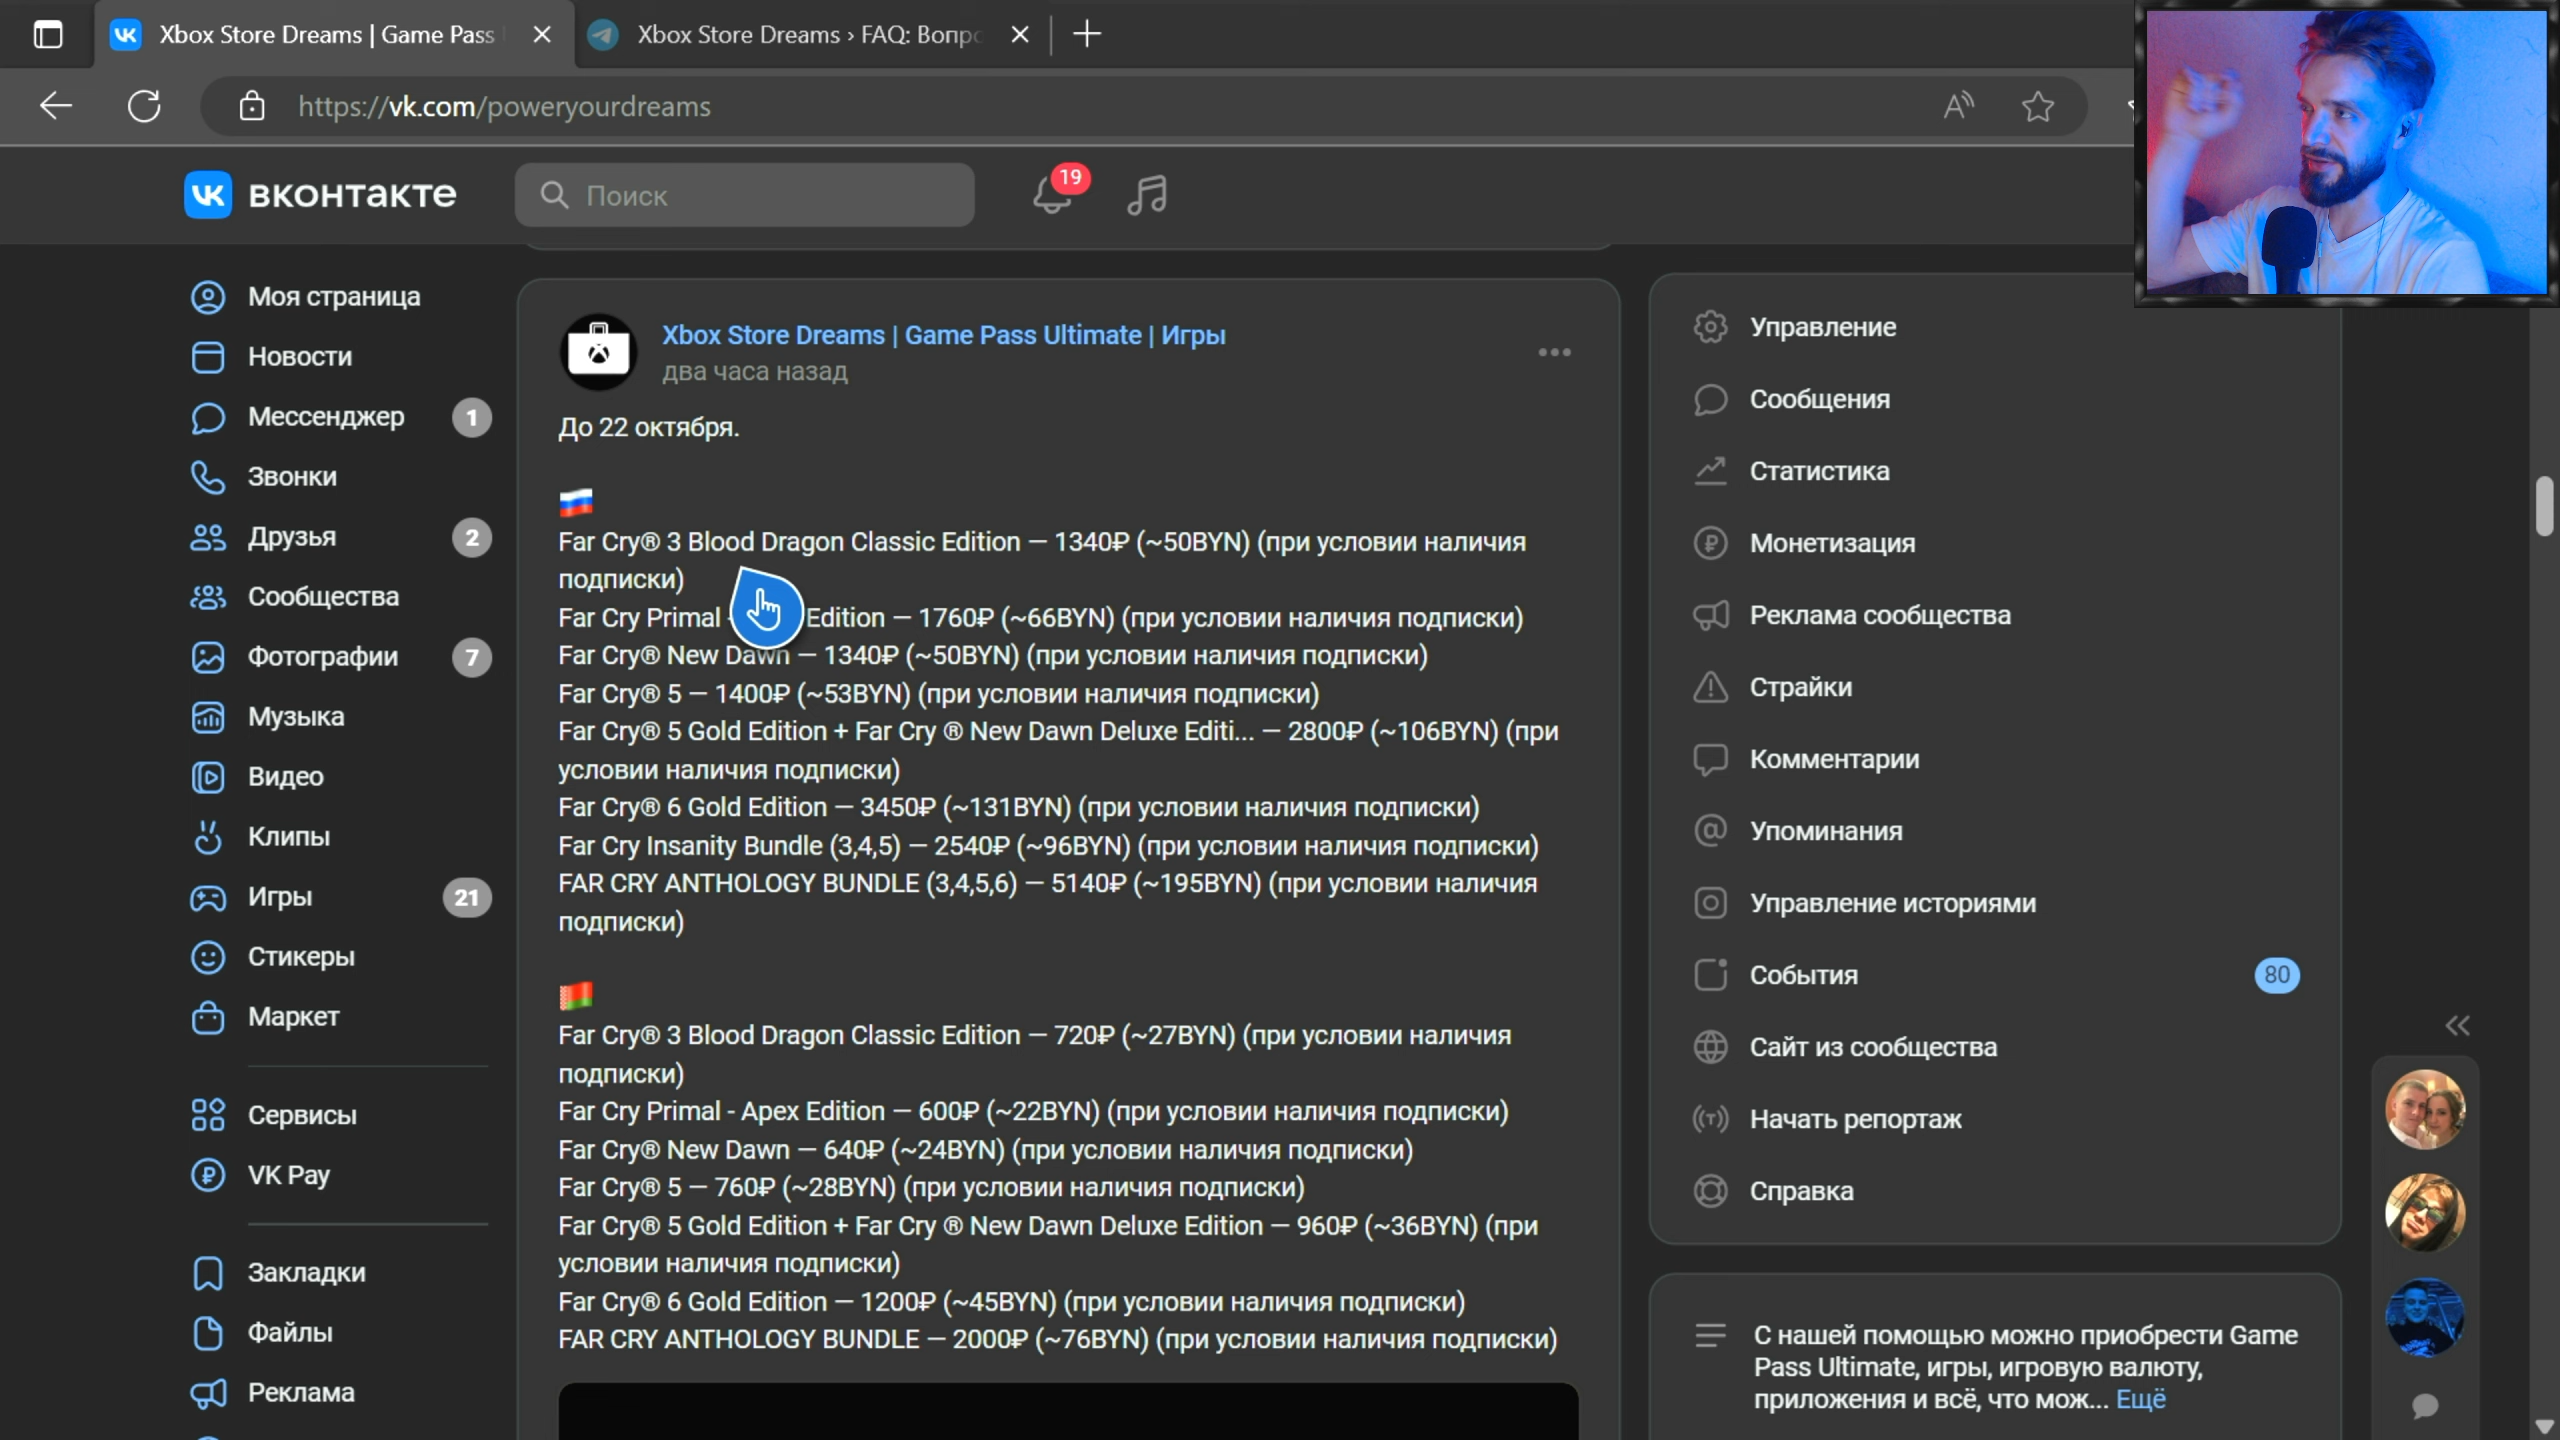 Xbox Store Dreams | Game Pass
Xbox Store Dreams › FAQ: Вопро
https://vk.com/poweryourdreams
вконтакте
Поиск
19
Моя страница
Новости
Мессенджер 1
Звонки
Друзья 2
Сообщества
Фотографии 7
Музыка
Видео
Клипы
Игры 21
Стикеры
Маркет
Сервисы
VK Pay
Закладки
Файлы
Реклама
Xbox Store Dreams | Game Pass Ultimate | Игры
два часа назад
До 22 октября.
Far Cry® 3 Blood Dragon Classic Edition — 1340₽ (~50BYN) (при условии наличия
подписки)
Far Cry Primal - Edition — 1760₽ (~66BYN) (при условии наличия подписки)
Far Cry® New Dawn — 1340₽ (~50BYN) (при условии наличия подписки)
Far Cry® 5 — 1400₽ (~53BYN) (при условии наличия подписки)
Far Cry® 5 Gold Edition + Far Cry ® New Dawn Deluxe Editi... — 2800₽ (~106BYN) (при
условии наличия подписки)
Far Cry® 6 Gold Edition — 3450₽ (~131BYN) (при условии наличия подписки)
Far Cry Insanity Bundle (3,4,5) — 2540₽ (~96BYN) (при условии наличия подписки)
FAR CRY ANTHOLOGY BUNDLE (3,4,5,6) — 5140₽ (~195BYN) (при условии наличия
подписки)
Far Cry® 3 Blood Dragon Classic Edition — 720₽ (~27BYN) (при условии наличия
подписки)
Far Cry Primal - Apex Edition — 600₽ (~22BYN) (при условии наличия подписки)
Far Cry® New Dawn — 640₽ (~24BYN) (при условии наличия подписки)
Far Cry® 5 — 760₽ (~28BYN) (при условии наличия подписки)
Far Cry® 5 Gold Edition + Far Cry ® New Dawn Deluxe Edition — 960₽ (~36BYN) (при
условии наличия подписки)
Far Cry® 6 Gold Edition — 1200₽ (~45BYN) (при условии наличия подписки)
FAR CRY ANTHOLOGY BUNDLE — 2000₽ (~76BYN) (при условии наличия подписки)
Управление
Сообщения
Статистика
Монетизация
Реклама сообщества
Страйки
Комментарии
Упоминания
Управление историями
События 80
Сайт из сообщества
Начать репортаж
Справка
С нашей помощью можно приобрести Game
Pass Ultimate, игры, игровую валюту,
приложения и всё, что мож... Ещё